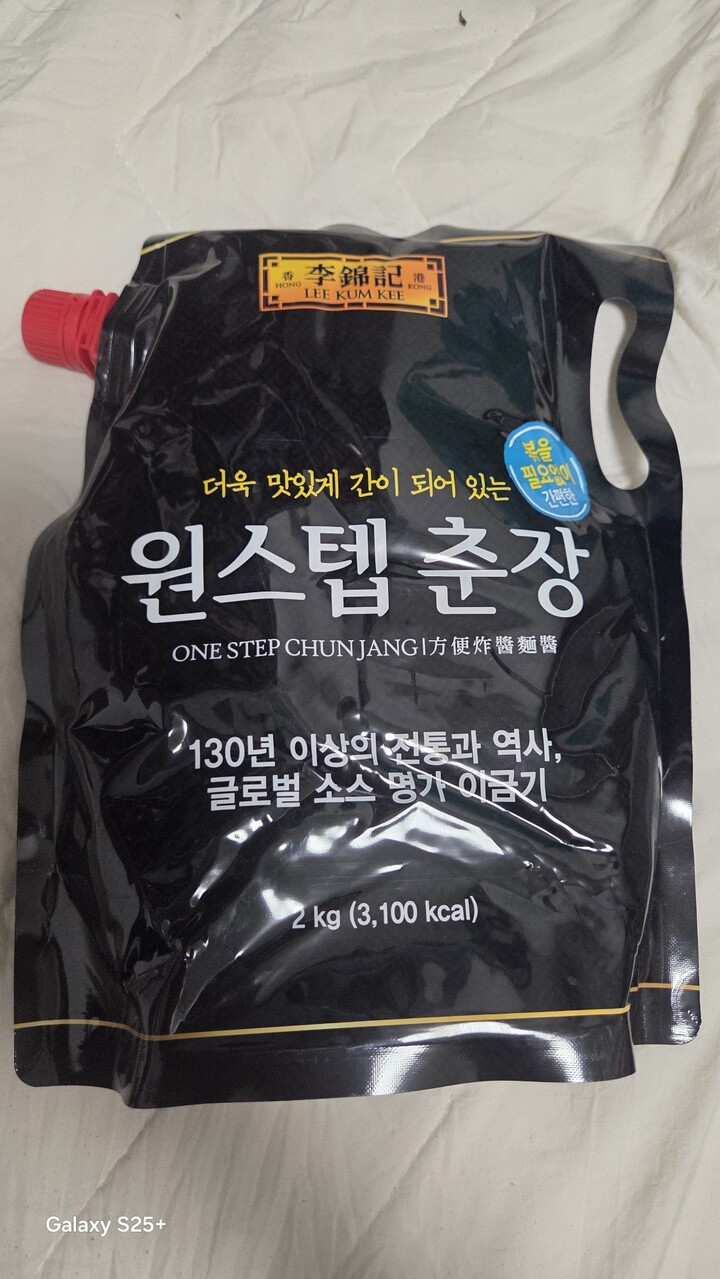 香 李錦記 港
HONG KONG
LEE KUM KEE
볶을
필요없이
간편한
더욱 맛있게 간이 되어 있는
원스텝 춘장
ONE STEP CHUN JANG|方便炸醬麵醬
130년 이상의 전통과 역사,
글로벌 소스 명가 이금기
2 kg (3,100 kcal)
Galaxy S25+